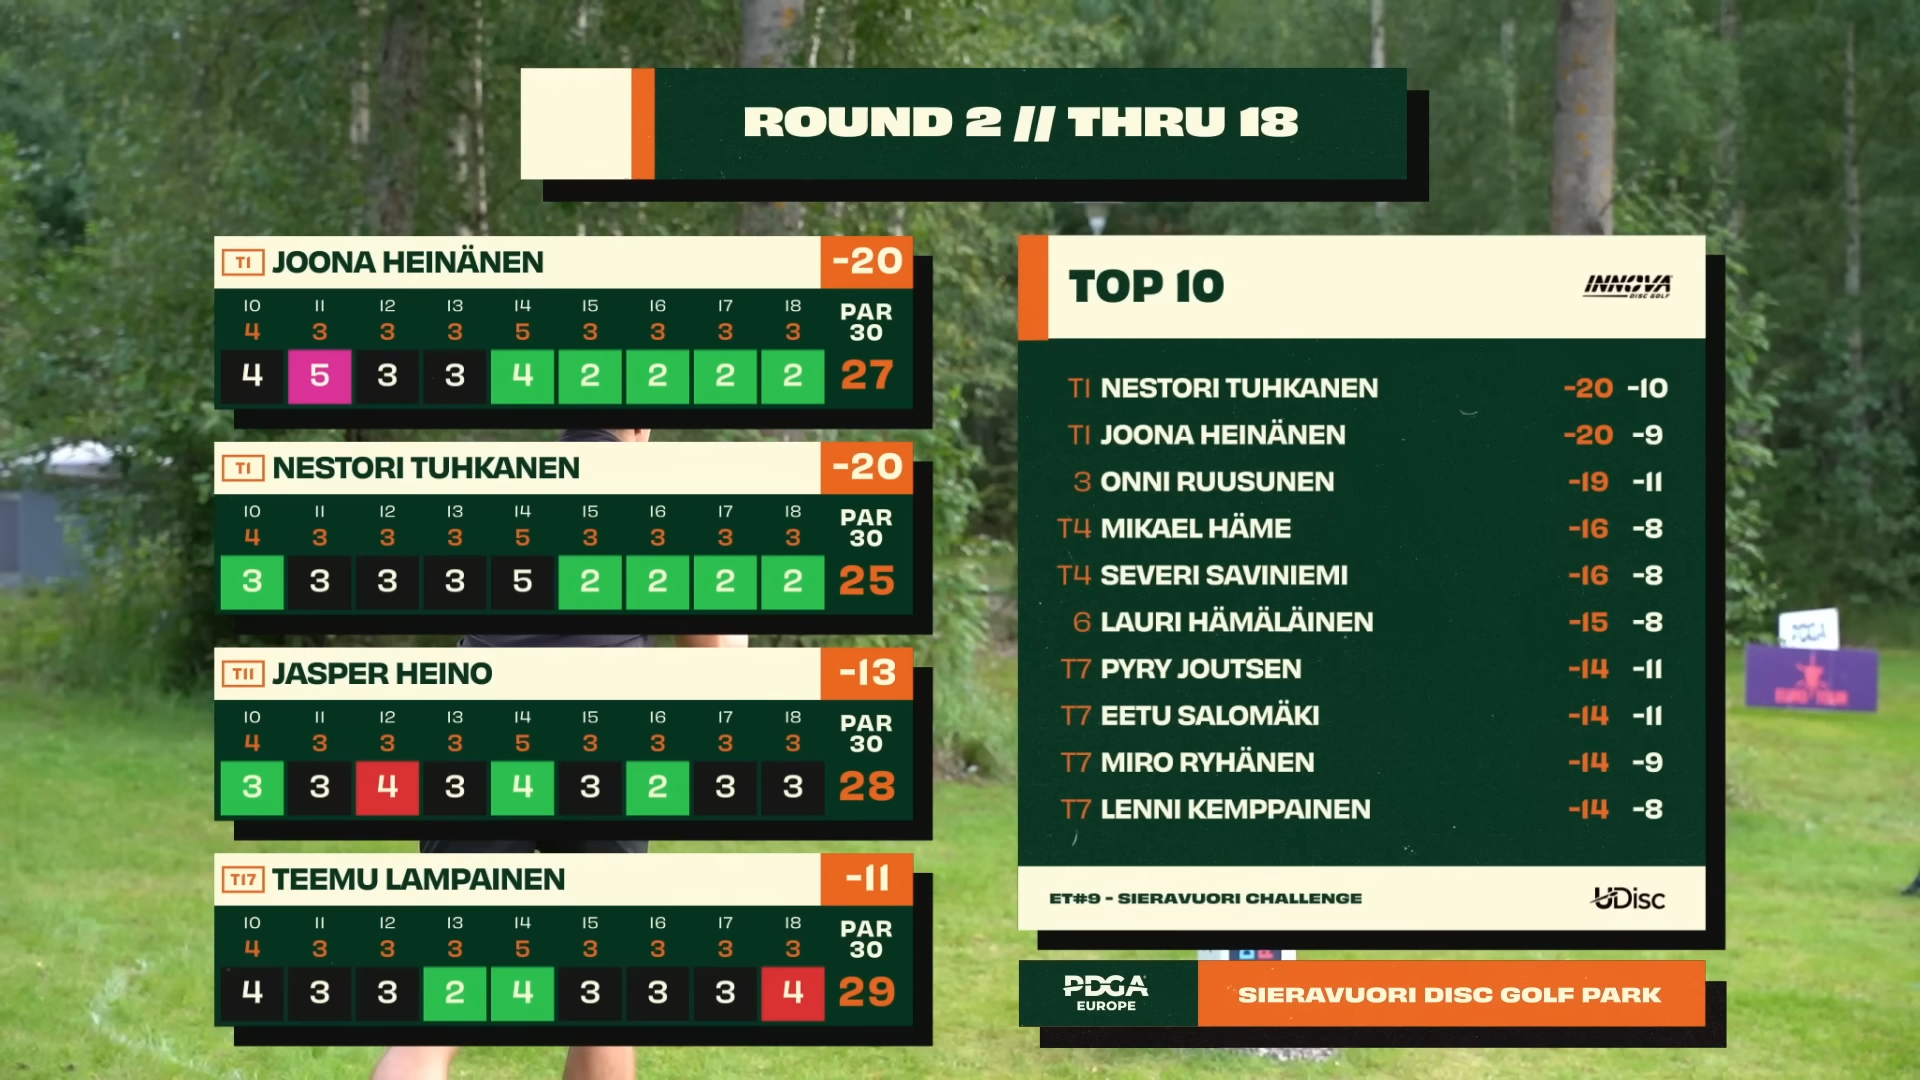 ROUND 2 // THRU 18
T1 JOONA HEINÄNEN -20
10 11 12 13 14 15 16 17 18 PAR
4 3 3 3 5 3 3 3 3 30
4 5 3 3 4 2 2 2 2 27
T1 NESTORI TUHKANEN -20
10 11 12 13 14 15 16 17 18 PAR
4 3 3 3 5 3 3 3 3 30
3 3 3 3 5 2 2 2 2 25
T11 JASPER HEINO -13
10 11 12 13 14 15 16 17 18 PAR
4 3 3 3 5 3 3 3 3 30
3 3 4 3 4 3 2 3 3 28
T17 TEEMU LAMPAINEN -11
10 11 12 13 14 15 16 17 18 PAR
4 3 3 3 5 3 3 3 3 30
4 3 3 2 4 3 3 3 4 29
TOP 10
INNOVA
DISC GOLF
T1 NESTORI TUHKANEN -20 -10
T1 JOONA HEINÄNEN -20 -9
3 ONNI RUUSUNEN -19 -11
T4 MIKAEL HÄME -16 -8
T4 SEVERI SAVINIEMI -16 -8
6 LAURI HÄMÄLÄINEN -15 -8
T7 PYRY JOUTSEN -14 -11
T7 EETU SALOMÄKI -14 -11
T7 MIRO RYHÄNEN -14 -9
T7 LENNI KEMPPAINEN -14 -8
ET#9 - SIERAVUORI CHALLENGE
UDisc
PDGA
EUROPE
SIERAVUORI DISC GOLF PARK
PDGA
EURO TOUR